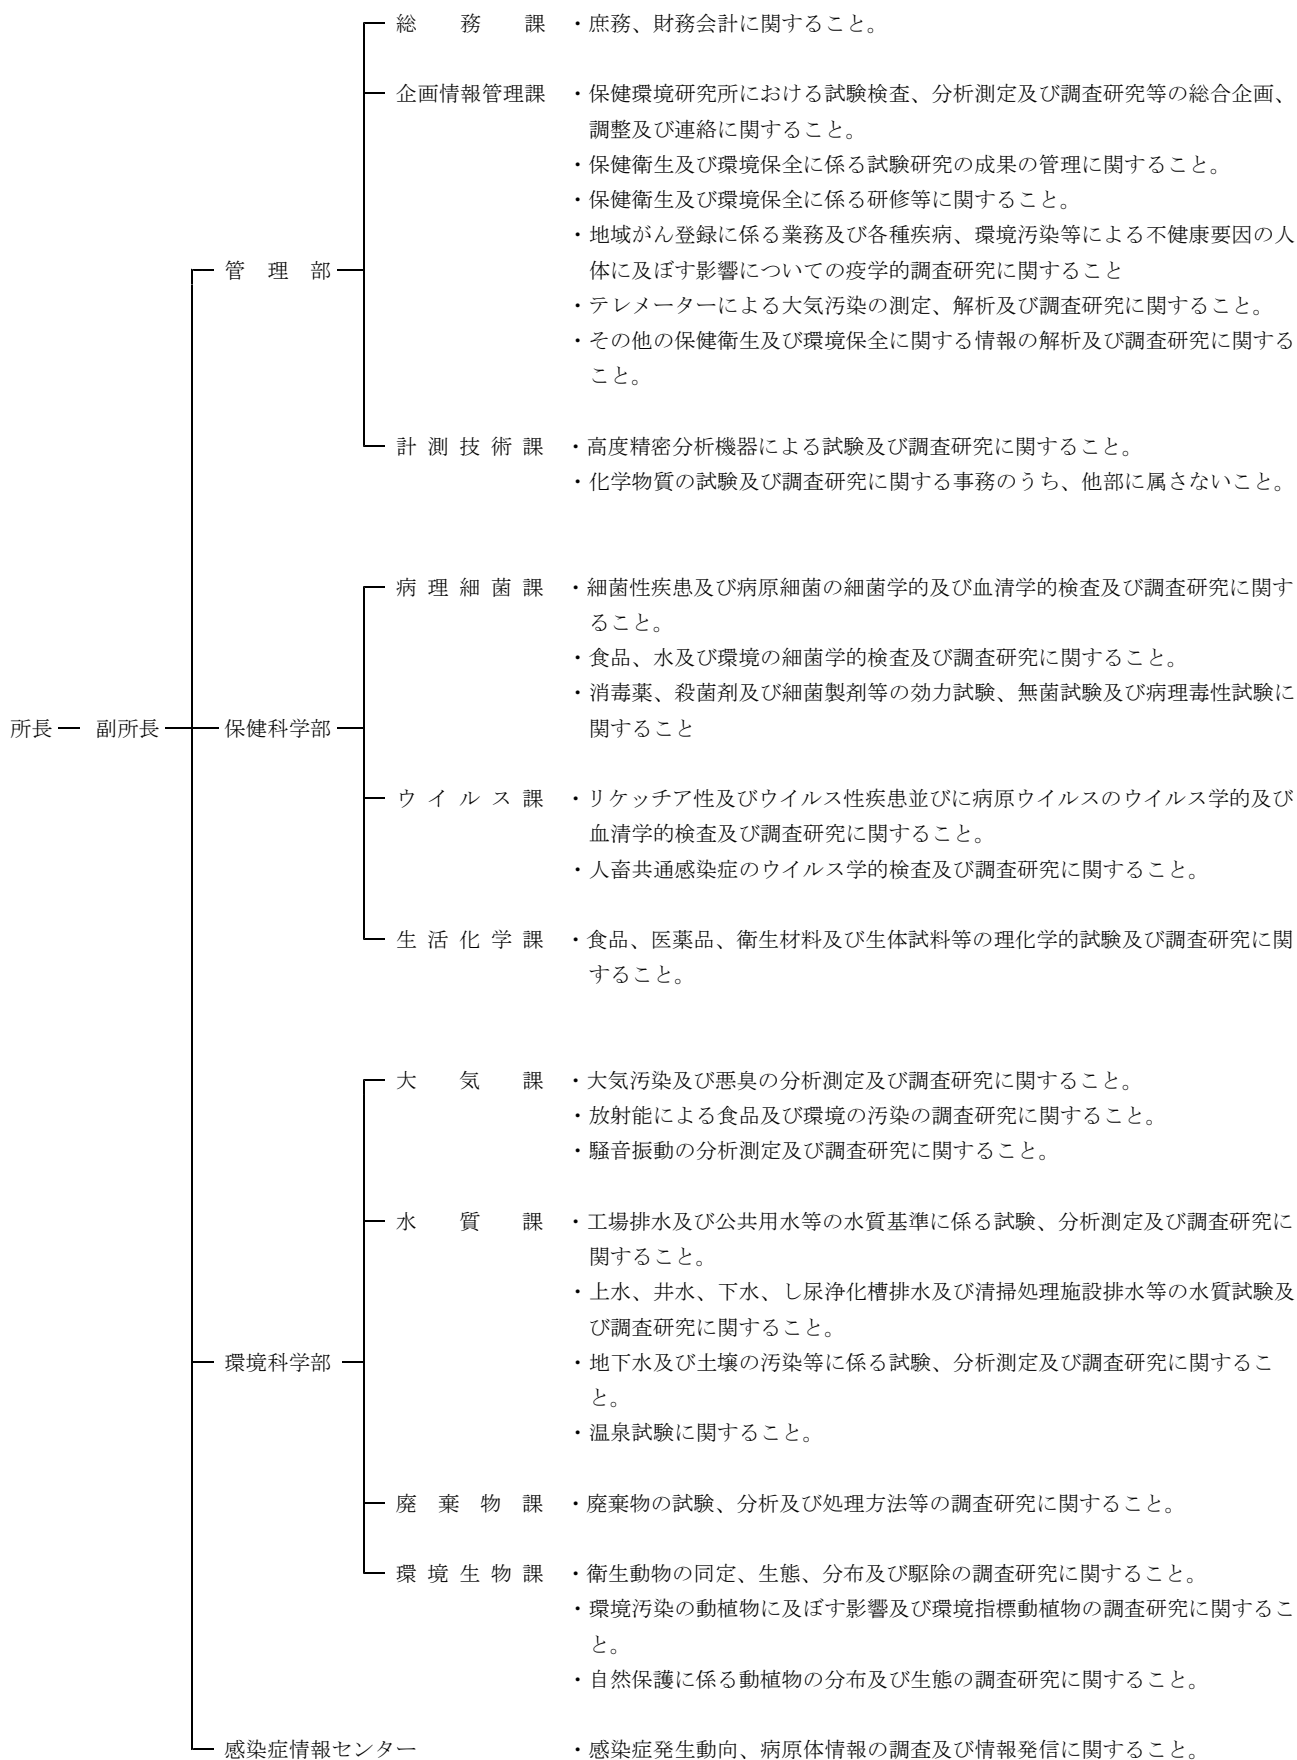 総務課 ・庶務、財務会計に関すること。
企画情報管理課 ・保健環境研究所における試験検査、分析測定及び調査研究等の総合企画、
調整及び連絡に関すること。
・保健衛生及び環境保全に係る試験研究の成果の管理に関すること。
・保健衛生及び環境保全に係る研修等に関すること。
・地域がん登録に係る業務及び各種疾病、環境汚染等による不健康要因の人
管理部 体に及ぼす影響についての疫学的調査研究に関すること
・テレメーターによる大気汚染の測定、解析及び調査研究に関すること。
・その他の保健衛生及び環境保全に関する情報の解析及び調査研究に関する
こと。
計測技術課 ・高度精密分析機器による試験及び調査研究に関すること。
・化学物質の試験及び調査研究に関する事務のうち、他部に属さないこと。
病理細菌課 ・細菌性疾患及び病原細菌の細菌学的及び血清学的検査及び調査研究に関す
ること。
・食品、水及び環境の細菌学的検査及び調査研究に関すること。
・消毒薬、殺菌剤及び細菌製剤等の効力試験、無菌試験及び病理毒性試験に
所長 副所長 保健科学部 関すること
ウイルス課 ・リケッチア性及びウイルス性疾患並びに病原ウイルスのウイルス学的及び
血清学的検査及び調査研究に関すること。
・人畜共通感染症のウイルス学的検査及び調査研究に関すること。
生活化学課 ・食品、医薬品、衛生材料及び生体試料等の理化学的試験及び調査研究に関
すること。
大気課 ・大気汚染及び悪臭の分析測定及び調査研究に関すること。
・放射能による食品及び環境の汚染の調査研究に関すること。
・騒音振動の分析測定及び調査研究に関すること。
水質課 ・工場排水及び公共用水等の水質基準に係る試験、分析測定及び調査研究に
関すること。
・上水、井水、下水、し尿浄化槽排水及び清掃処理施設排水等の水質試験及
び調査研究に関すること。
環境科学部 ・地下水及び土壌の汚染等に係る試験、分析測定及び調査研究に関するこ
と。
・温泉試験に関すること。
廃棄物課 ・廃棄物の試験、分析及び処理方法等の調査研究に関すること。
環境生物課 ・衛生動物の同定、生態、分布及び駆除の調査研究に関すること。
・環境汚染の動植物に及ぼす影響及び環境指標動植物の調査研究に関するこ
と。
・自然保護に係る動植物の分布及び生態の調査研究に関すること。
感染症情報センター ・感染症発生動向、病原体情報の調査及び情報発信に関すること。